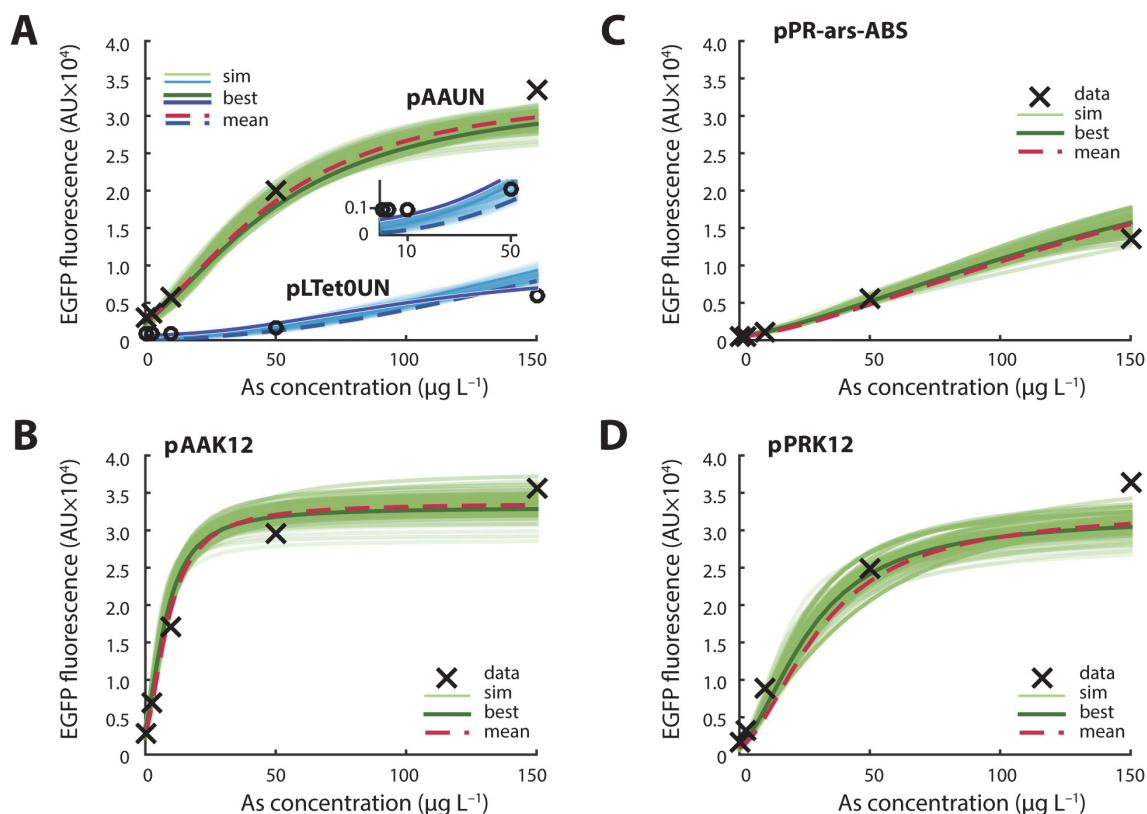 A
EGFP fluorescence (AU×10⁴)
4.0
3.5
3.0
2.5
2.0
1.5
1.0
0.5
0
sim
best
mean
pAAUN
0.1
0
10
50
pLTet0UN
0
50
100
150
As concentration (µg L⁻¹)
C
pPR-ars-ABS
EGFP fluorescence (AU×10⁴)
4.0
3.5
3.0
2.5
2.0
1.5
1.0
0.5
0
data
sim
best
mean
0
50
100
150
As concentration (µg L⁻¹)
B
pAAK12
EGFP fluorescence (AU×10⁴)
4.0
3.5
3.0
2.5
2.0
1.5
1.0
0.5
0
data
sim
best
mean
0
50
100
150
As concentration (µg L⁻¹)
D
pPRK12
EGFP fluorescence (AU×10⁴)
4.0
3.5
3.0
2.5
2.0
1.5
1.0
0.5
0
data
sim
best
mean
0
50
100
150
As concentration (µg L⁻¹)